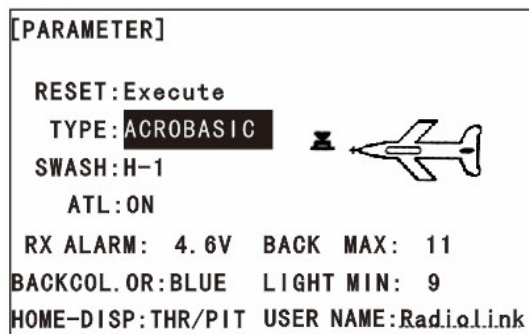 [PARAMETER]
RESET:Execute
TYPE:ACROBASIC
SWASH:H-1
ATL:ON
RX ALARM: 4.6V BACK MAX: 11
BACKCOL.OR:BLUE LIGHT MIN: 9
HOME-DISP:THR/PIT USER NAME:Radiolink